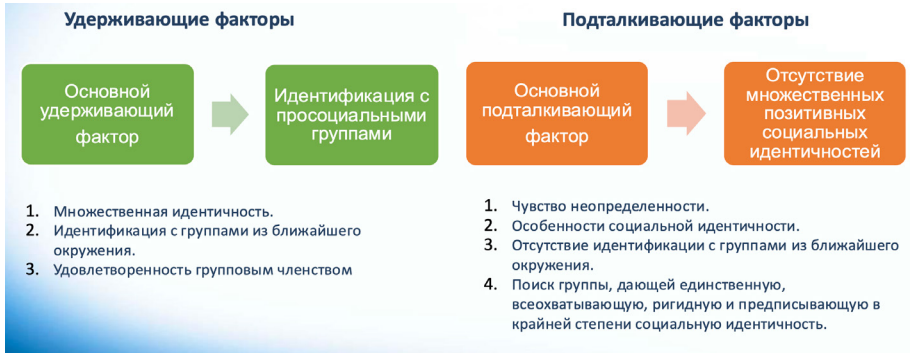 Удерживающие факторы
Основной
удерживающий
фактор
Идентификация с
просоциальными
группами
1. Множественная идентичность.
2. Идентификация с группами из ближайшего
окружения.
3. Удовлетворенность групповым членством
Подталкивающие факторы
Основной
подталкивающий
фактор
Отсутствие
множественных
позитивных
социальных
идентичностей
1. Чувство неопределенности.
2. Особенности социальной идентичности.
3. Отсутствие идентификации с группами из ближайшего
окружения.
4. Поиск группы, дающей единственную,
всеохватывающую, ригидную и предписывающую в
крайней степени социальную идентичность.